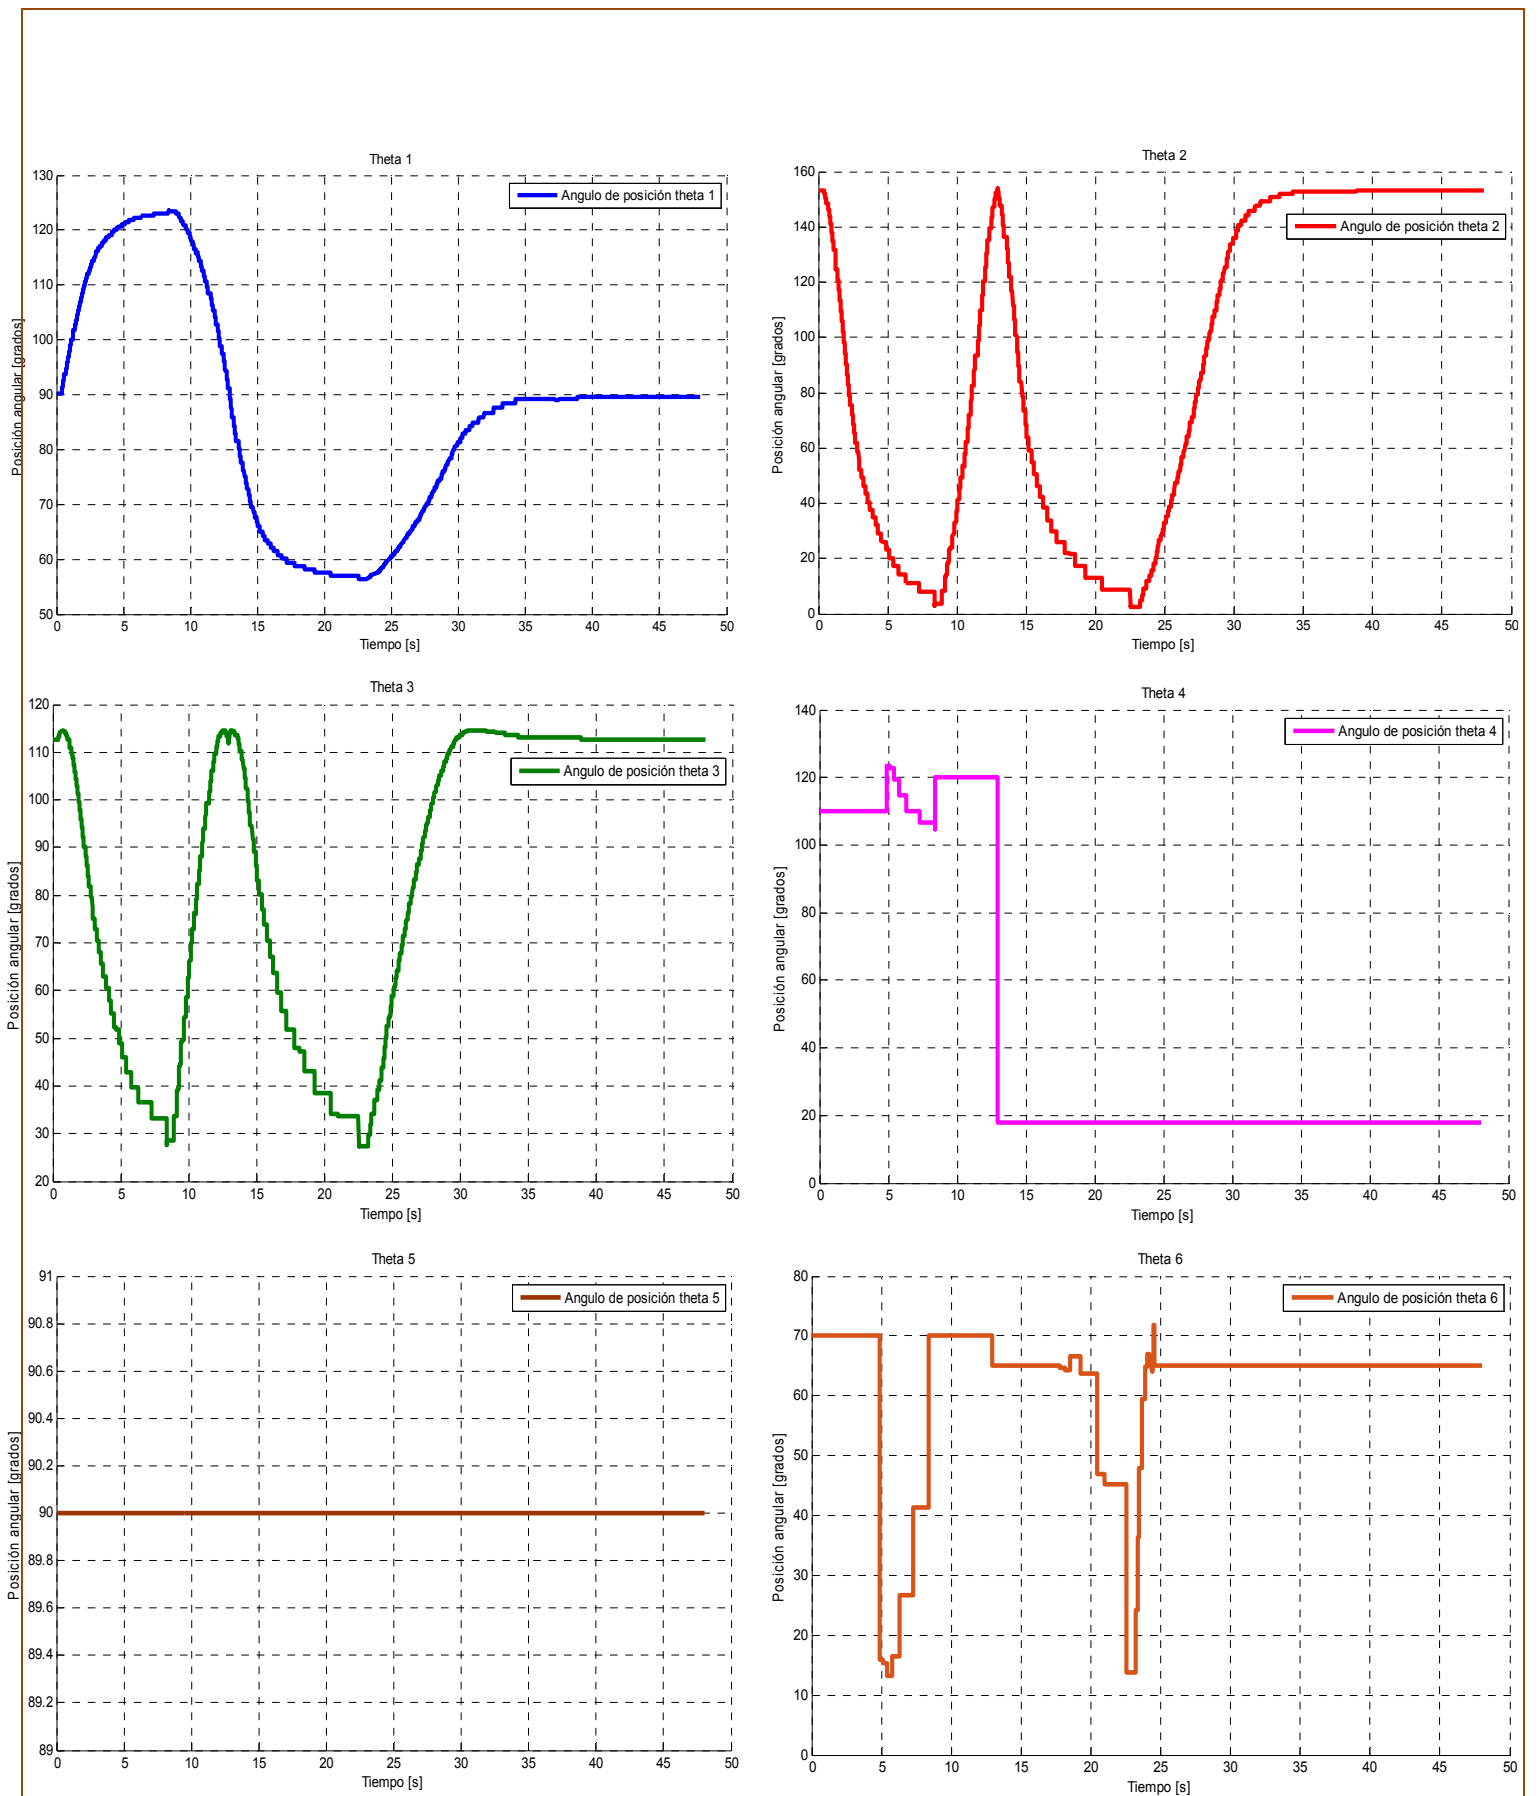 Theta 1
Angulo de posición theta 1
130
120
110
100
90
80
70
60
50
Posición angular [grados]
0 5 10 15 20 25 30 35 40 45 50
Tiempo [s]
Theta 2
Angulo de posición theta 2
160
140
120
100
80
60
40
20
0
Posición angular [grados]
0 5 10 15 20 25 30 35 40 45 50
Tiempo [s]
Theta 3
Angulo de posición theta 3
120
110
100
90
80
70
60
50
40
30
20
Posición angular [grados]
0 5 10 15 20 25 30 35 40 45 50
Tiempo [s]
Theta 4
Angulo de posición theta 4
140
120
100
80
60
40
20
0
Posición angular [grados]
0 5 10 15 20 25 30 35 40 45 50
Tiempo [s]
Theta 5
Angulo de posición theta 5
91
90.8
90.6
90.4
90.2
90
89.8
89.6
89.4
89.2
89
Posición angular [grados]
0 5 10 15 20 25 30 35 40 45 50
Tiempo [s]
Theta 6
Angulo de posición theta 6
80
70
60
50
40
30
20
10
0
Posición angular [grados]
0 5 10 15 20 25 30 35 40 45 50
Tiempo [s]